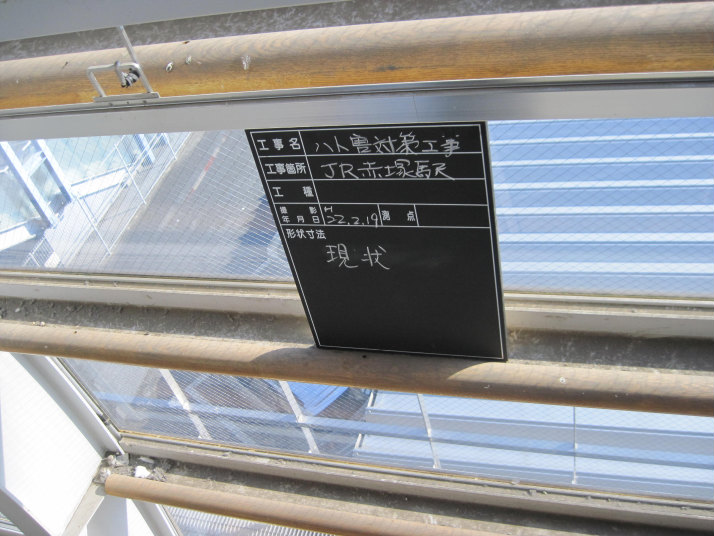 工事名 ハト害対策工事
工事箇所 JR赤塚駅
工種
撮影年月日 H22.2.19 測点
形状寸法
現状